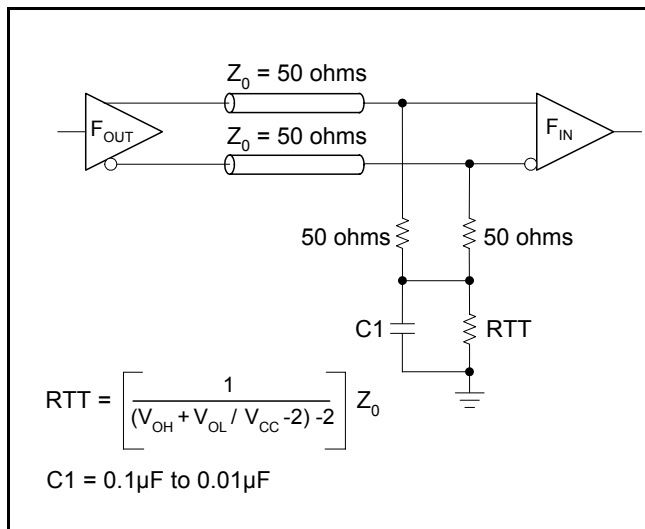 Z0 = 50 ohms
Z0 = 50 ohms
FOUT
FIN
50 ohms
50 ohms
C1
RTT
RTT = [ 1 / (VOH + VOL / VCC -2) -2 ] Z0
C1 = 0.1µF to 0.01µF